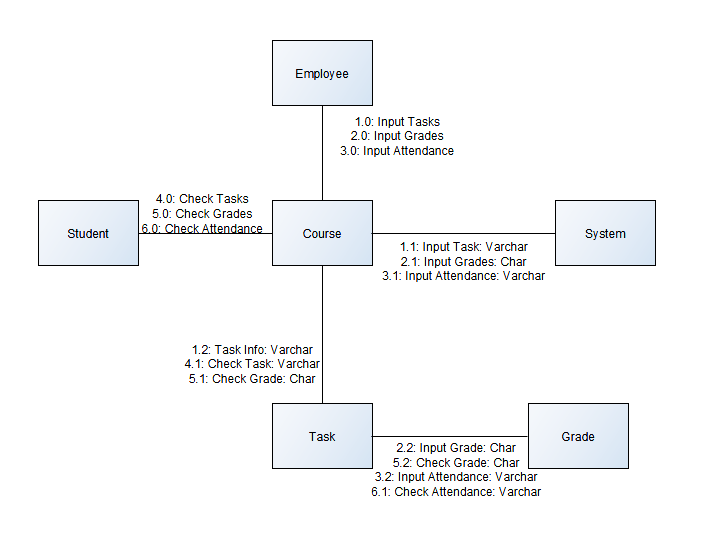 Employee
1.0: Input Tasks
2.0: Input Grades
3.0: Input Attendance
4.0: Check Tasks
5.0: Check Grades
6.0: Check Attendance
Student
Course
System
1.1: Input Task: Varchar
2.1: Input Grades: Char
3.1: Input Attendance: Varchar
1.2: Task Info: Varchar
4.1: Check Task: Varchar
5.1: Check Grade: Char
Task
Grade
2.2: Input Grade: Char
5.2: Check Grade: Char
3.2: Input Attendance: Varchar
6.1: Check Attendance: Varchar